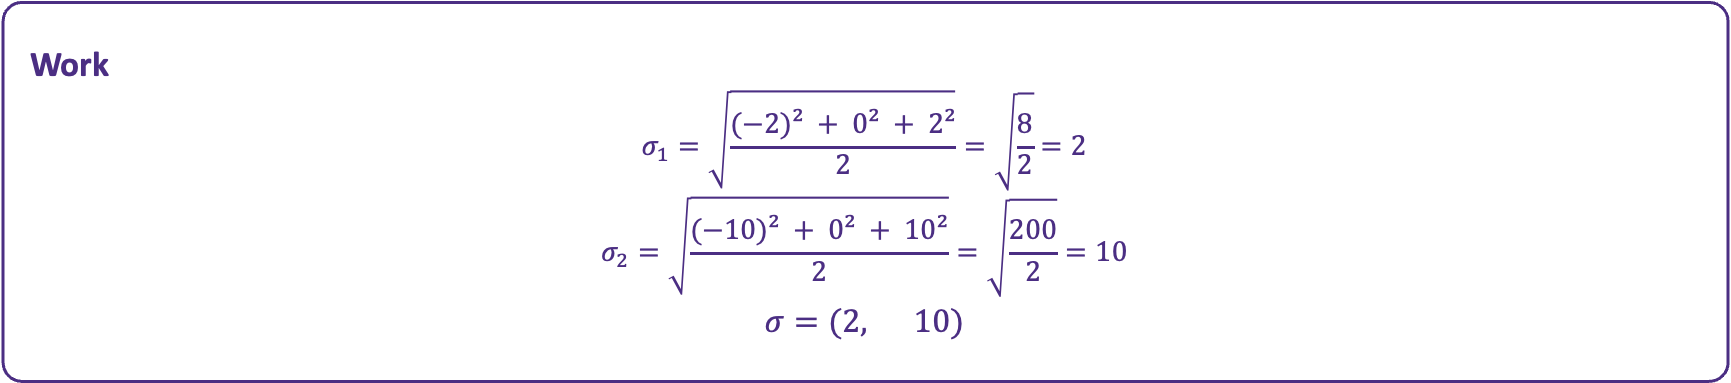 Work
σ₁ = √((−2)² + 0² + 2²)/2 = √8/2 = 2
σ₂ = √((−10)² + 0² + 10²)/2 = √200/2 = 10
σ = (2, 10)